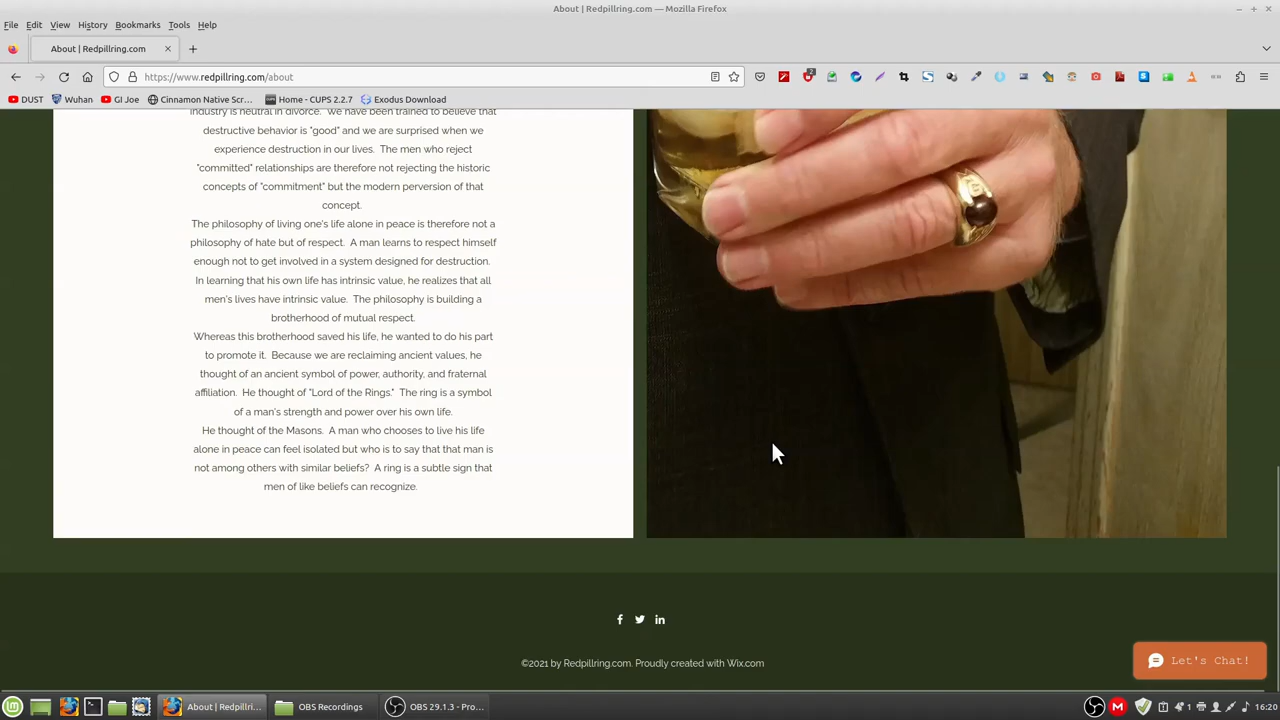 About | Redpillring.com — Mozilla Firefox
File Edit View History Bookmarks Tools Help
About | Redpillring.com
https://www.redpillring.com/about
2
DUST Wuhan GI Joe Cinnamon Native Scr... Home - CUPS 2.2.7 Exodus Download
industry is neutral in divorce. We have been trained to believe that
destructive behavior is "good" and we are surprised when we
experience destruction in our lives. The men who reject
"committed" relationships are therefore not rejecting the historic
concepts of "commitment" but the modern perversion of that
concept.
The philosophy of living one's life alone in peace is therefore not a
philosophy of hate but of respect. A man learns to respect himself
enough not to get involved in a system designed for destruction.
In learning that his own life has intrinsic value, he realizes that all
men's lives have intrinsic value. The philosophy is building a
brotherhood of mutual respect.
Whereas this brotherhood saved his life, he wanted to do his part
to promote it. Because we are reclaiming ancient values, he
thought of an ancient symbol of power, authority, and fraternal
affiliation. He thought of "Lord of the Rings." The ring is a symbol
of a man's strength and power over his own life.
He thought of the Masons. A man who chooses to live his life
alone in peace can feel isolated but who is to say that that man is
not among others with similar beliefs? A ring is a subtle sign that
men of like beliefs can recognize.
©2021 by Redpillring.com. Proudly created with Wix.com
Let's Chat!
About | Redpillri... OBS Recordings OBS 29.1.3 - Pro... 1 16:20